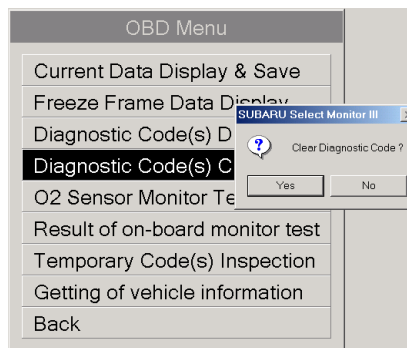 OBD Menu
Current Data Display & Save
Freeze Frame Data Display
Diagnostic Code(s) D
Diagnostic Code(s) C
O2 Sensor Monitor Te
Result of on-board monitor test
Temporary Code(s) Inspection
Getting of vehicle information
Back
SUBARU Select Monitor III
Clear Diagnostic Code ?
Yes
No